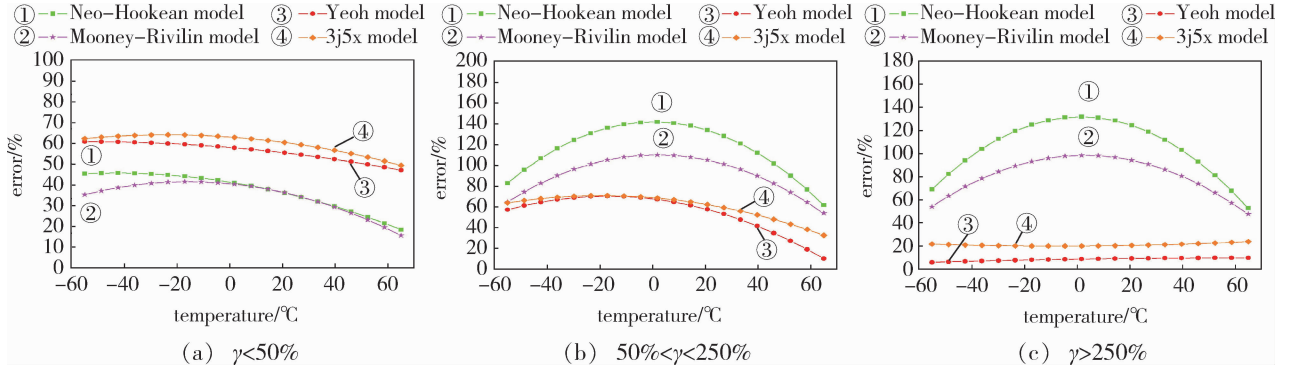 ① Neo-Hookean model ③ Yeoh model
② Mooney-Rivilin model ④ 3j5x model
100
90
80
70
60
50
40
30
20
10
0
error/%
①
②
③
④
-60 -40 -20 0 20 40 60
temperature/℃
(a) γ<50%
① Neo-Hookean model ③ Yeoh model
② Mooney-Rivilin model ④ 3j5x model
200
180
160
140
120
100
80
60
40
20
0
error/%
①
②
④
③
-60 -40 -20 0 20 40 60
temperature/℃
(b) 50%<γ<250%
① Neo-Hookean model ③ Yeoh model
② Mooney-Rivilin model ④ 3j5x model
180
160
140
120
100
80
60
40
20
0
error/%
①
②
③
④
-60 -40 -20 0 20 40 60
temperature/℃
(c) γ>250%